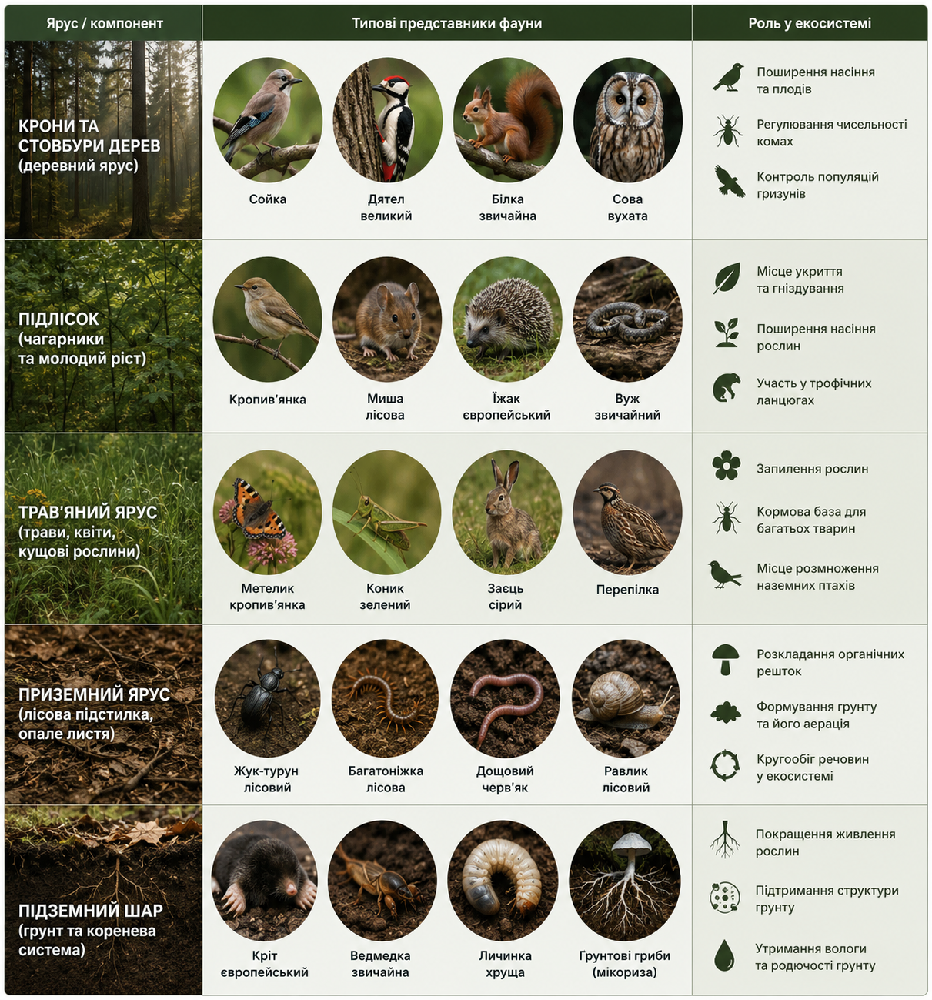 Ярус / компонент
Типові представники фауни
Роль у екосистемі
КРОНИ ТА
СТОВБУРИ ДЕРЕВ
(деревний ярус)
Сойка
Дятел
великий
Білка
звичайна
Сова
вухата
Поширення насіння
та плодів
Регулювання чисельності
комах
Контроль популяцій
гризунів
ПІДЛІСОК
(чагарники
та молодий ріст)
Кропив'янка
Миша
лісова
Їжак
європейський
Вуж
звичайний
Місце укриття
та гніздування
Поширення насіння
рослин
Участь у трофічних
ланцюгах
ТРАВ'ЯНИЙ ЯРУС
(трави, квіти,
кущові рослини)
Метелик
кропив'янка
Коник
зелений
Заєць
сірий
Перепілка
Запилення рослин
Кормова база для
багатьох тварин
Місце розмноження
наземних птахів
ПРИЗЕМНИЙ ЯРУС
(лісова підстилка,
опале листя)
Жук-турун
лісовий
Багатоніжка
лісова
Дощовий
черв'як
Равлик
лісовий
Розкладання органічних
решток
Формування грунту
та його аерація
Кругообіг речовин
у екосистемі
ПІДЗЕМНИЙ ШАР
(грунт та коренева
система)
Кріт
європейський
Ведмедка
звичайна
Личинка
хруща
Грунтові гриби
(мікориза)
Покращення живлення
рослин
Підтримання структури
грунту
Утримання вологи
та родючості грунту